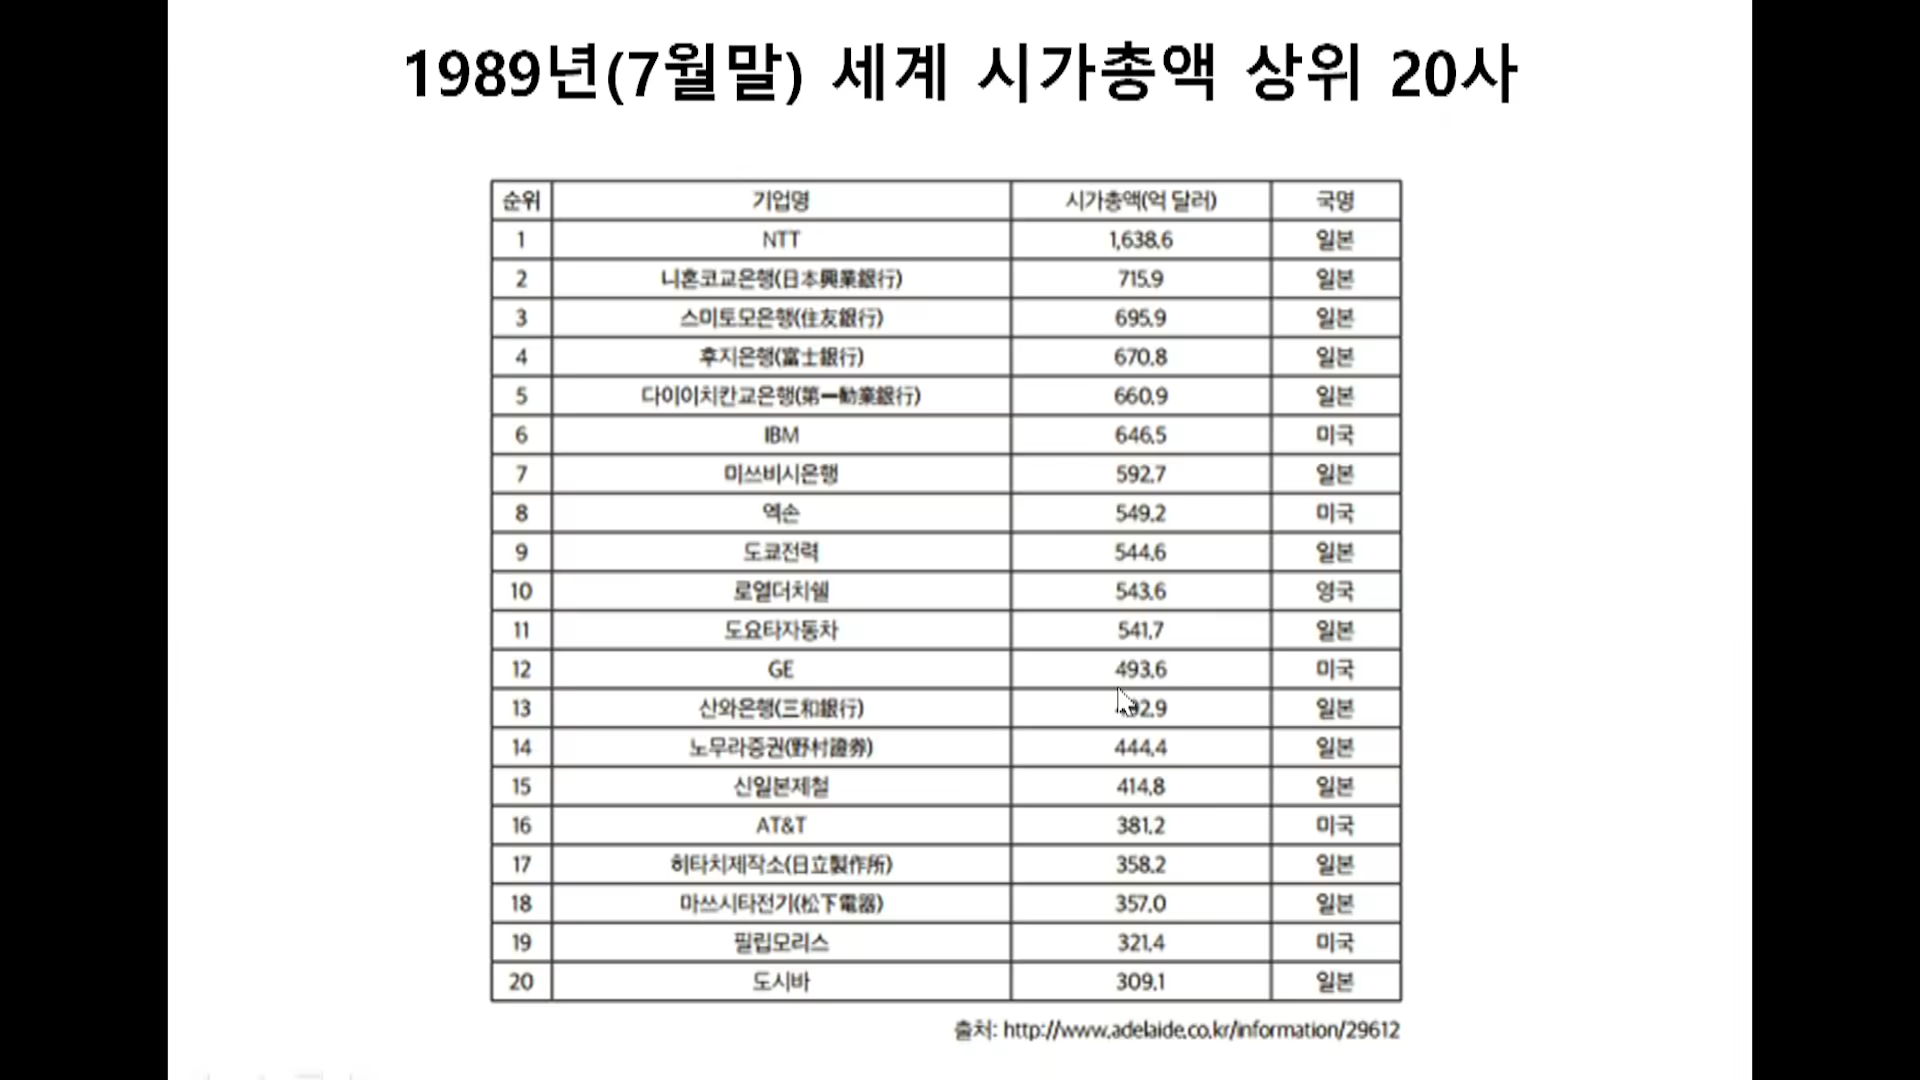 1989년(7월말) 세계 시가총액 상위 20사
순위 기업명 시가총액(억 달러) 국명
1 NTT 1,638.6 일본
2 니혼코교은행(日本興業銀行) 715.9 일본
3 스미토모은행(住友銀行) 695.9 일본
4 후지은행(富士銀行) 670.8 일본
5 다이이치칸교은행(第一勧業銀行) 660.9 일본
6 IBM 646.5 미국
7 미쓰비시은행 592.7 일본
8 엑손 549.2 미국
9 도쿄전력 544.6 일본
10 로열더치쉘 543.6 영국
11 도요타자동차 541.7 일본
12 GE 493.6 미국
13 산와은행(三和銀行) 일본
14 노무라증권(野村證券) 444.4 일본
15 신일본제철 414.8 일본
16 AT&T 381.2 미국
17 히타치제작소(日立製作所) 358.2 일본
18 마쓰시타전기(松下電器) 357.0 일본
19 필립모리스 321.4 미국
20 도시바 309.1 일본
출처: http://www.adelaide.co.kr/information/29612